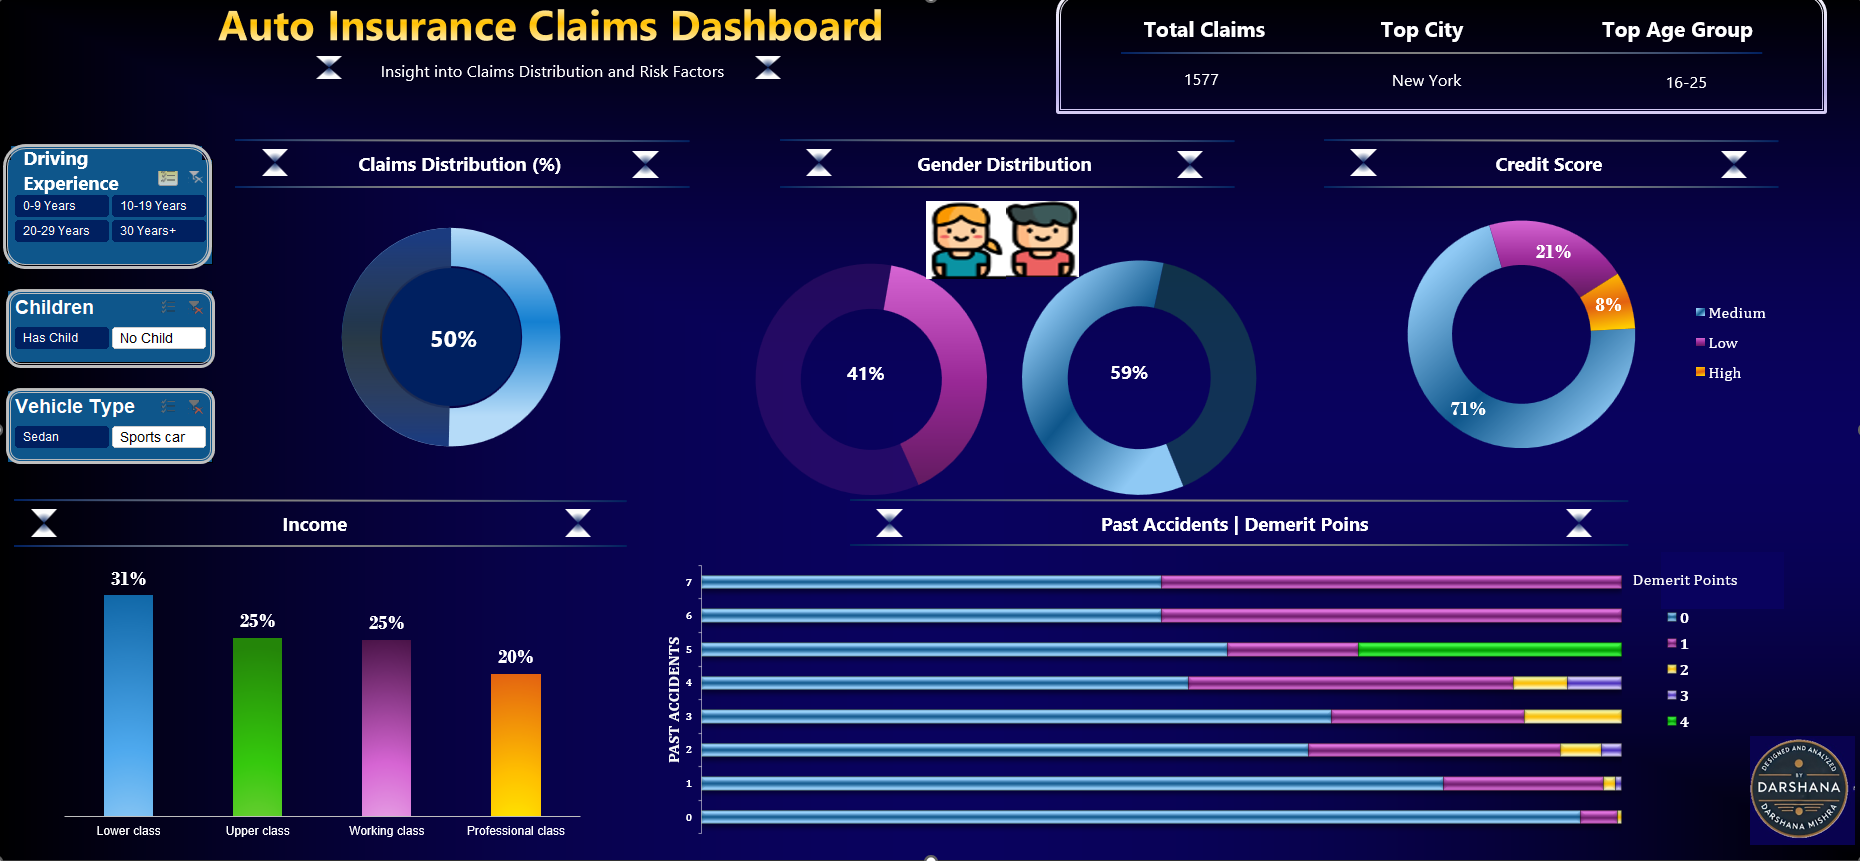 Auto Insurance Claims Dashboard
Insight into Claims Distribution and Risk Factors
Total Claims Top City Top Age Group
1577 New York 16-25
Driving
Experience
0-9 Years 10-19 Years
20-29 Years 30 Years+
Children
Has Child No Child
Vehicle Type
Sedan Sports car
Claims Distribution (%)
50%
Gender Distribution
41%
59%
Credit Score
21%
8%
71%
Medium
Low
High
Income
31%
25%
25%
20%
Lower class Upper class Working class Professional class
Past Accidents | Demerit Poins
PAST ACCIDENTS
7
6
5
4
3
2
1
0
Demerit Points
0
1
2
3
4
DESIGNED AND ANALYZED
BY
DARSHANA
DARSHANA MISHRA